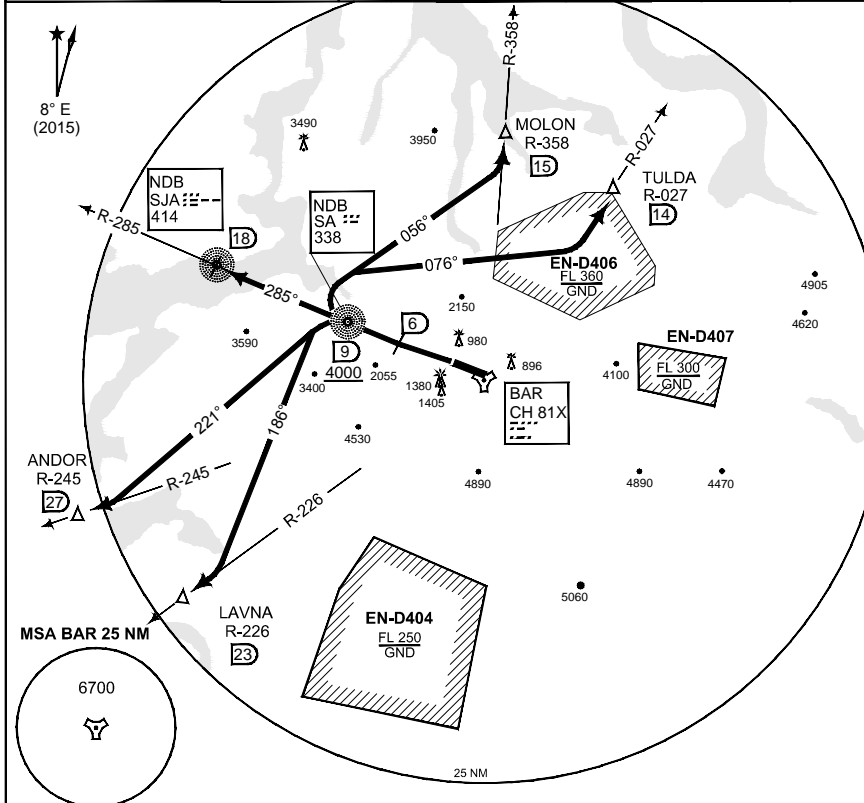 8° E
(2015)
R-358
3490
3950
MOLON
R-358
15
R-027
TULDA
R-027
14
NDB
SJA
414
NDB
SA
338
R-285
18
056°
076°
EN-D406
FL 360
GND
285°
4905
2150
4620
6
3590
980
EN-D407
9
4000
2055
896
4100
FL 300
GND
3400
1380
1405
BAR
CH 81X
221°
186°
4530
ANDOR
R-245
27
R-245
R-226
4890
4890
4470
5060
LAVNA
R-226
23
EN-D404
FL 250
GND
MSA BAR 25 NM
6700
25 NM